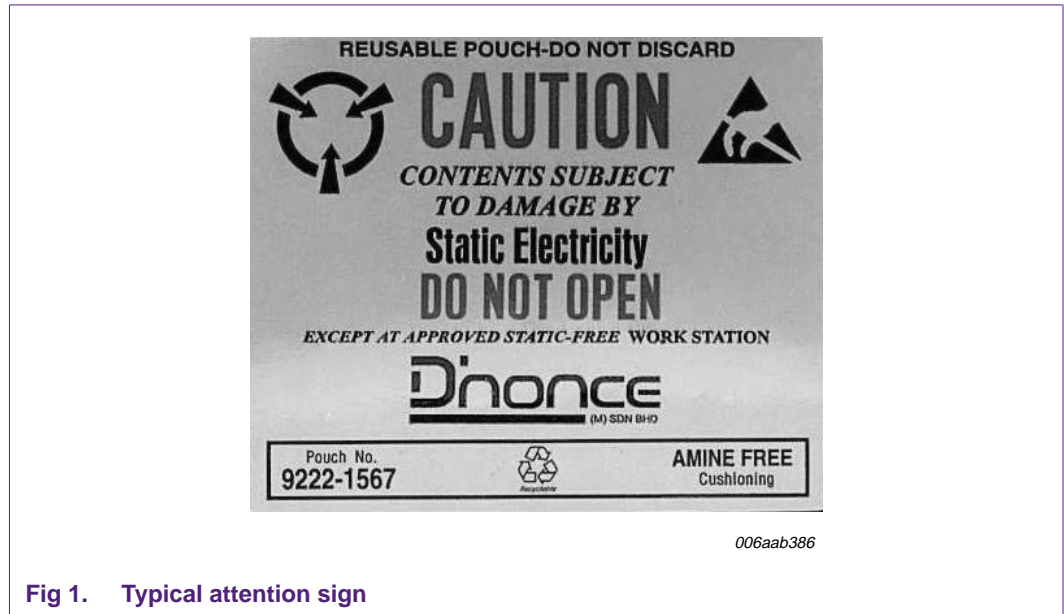 REUSABLE POUCH-DO NOT DISCARD
CAUTION
CONTENTS SUBJECT
TO DAMAGE BY
Static Electricity
DO NOT OPEN
EXCEPT AT APPROVED STATIC-FREE WORK STATION
D'nonce
(M) SDN BHD
Pouch No.
9222-1567
Recyclable
AMINE FREE
Cushioning
006aab386
Fig 1. Typical attention sign